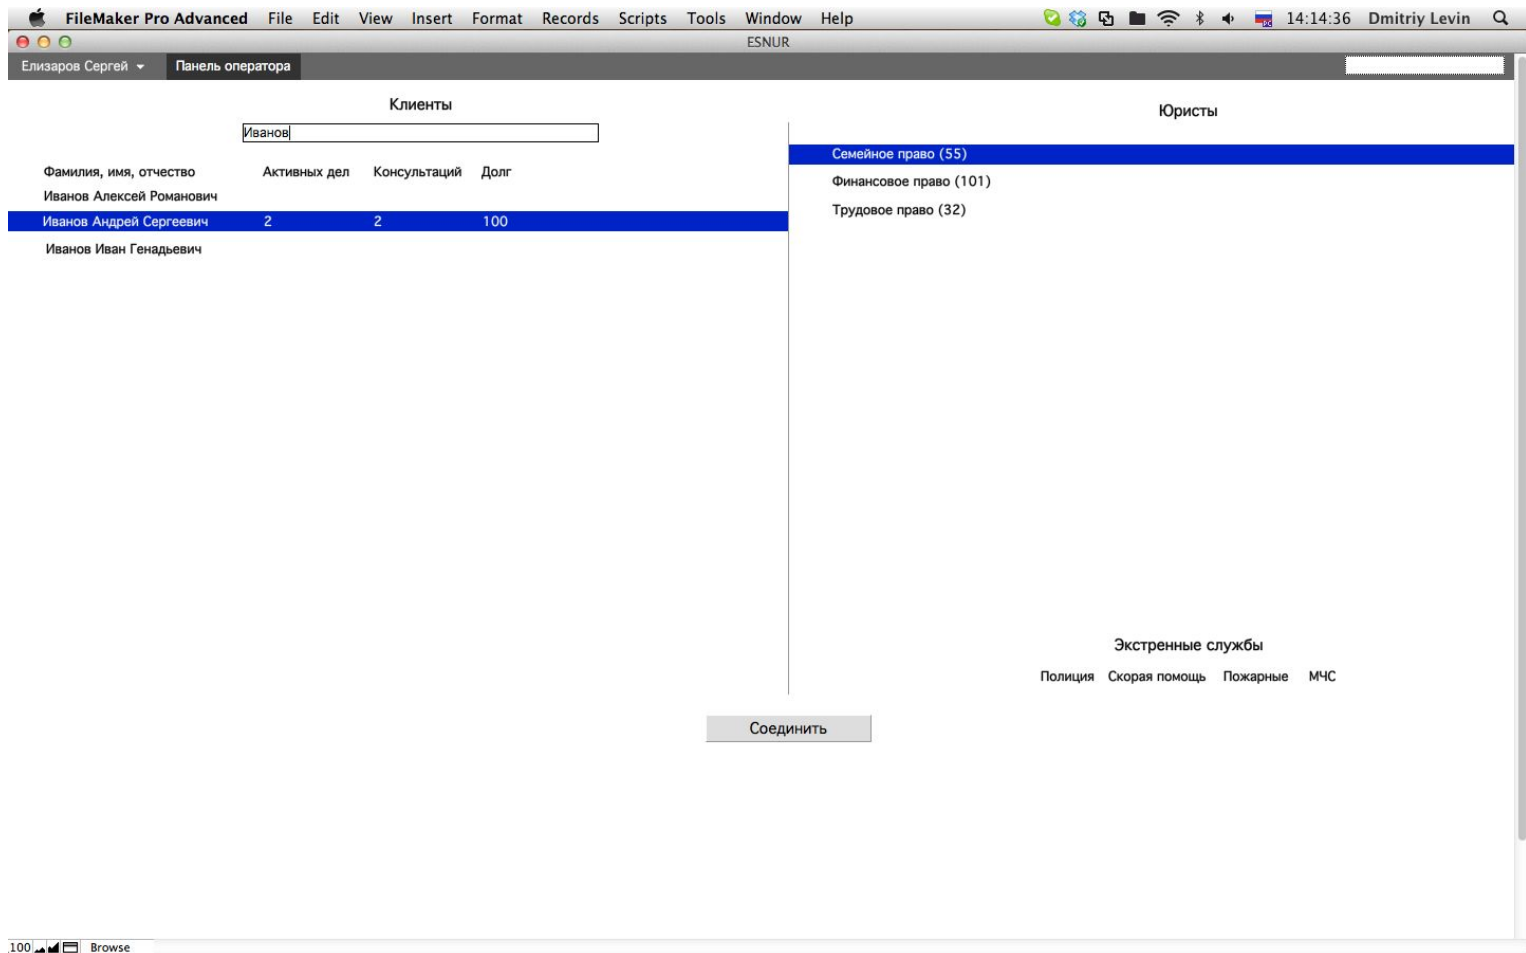 FileMaker Pro Advanced File Edit View Insert Format Records Scripts Tools Window Help 14:14:36 Dmitriy Levin
ESNUR
Елизаров Сергей Панель оператора
Клиенты
Иванов
Фамилия, имя, отчество Активных дел Консультаций Долг
Иванов Алексей Романович
Иванов Андрей Сергеевич 2 2 100
Иванов Иван Генадьевич
Юристы
Семейное право (55)
Финансовое право (101)
Трудовое право (32)
Экстренные службы
Полиция Скорая помощь Пожарные МЧС
Соединить
100 Browse